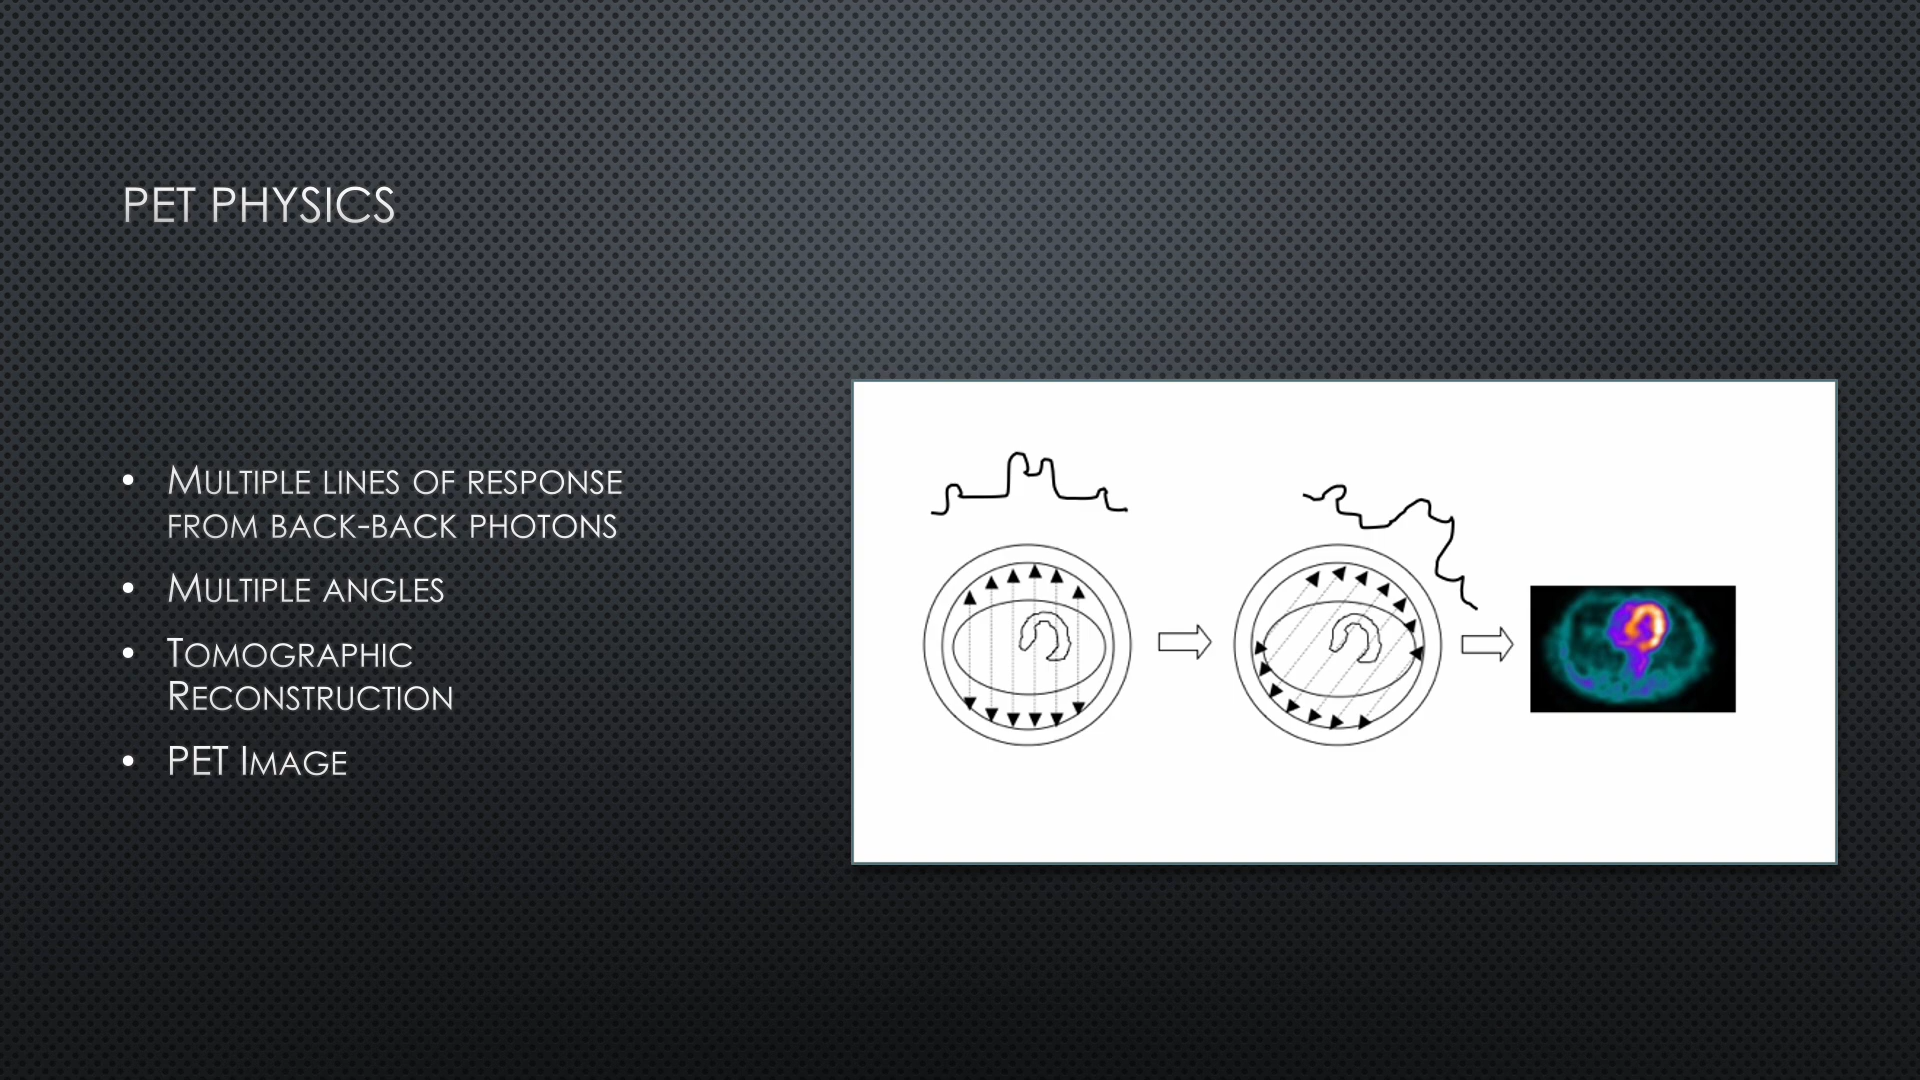 PET PHYSICS
• MULTIPLE LINES OF RESPONSE
FROM BACK-BACK PHOTONS
• MULTIPLE ANGLES
• TOMOGRAPHIC
RECONSTRUCTION
• PET IMAGE